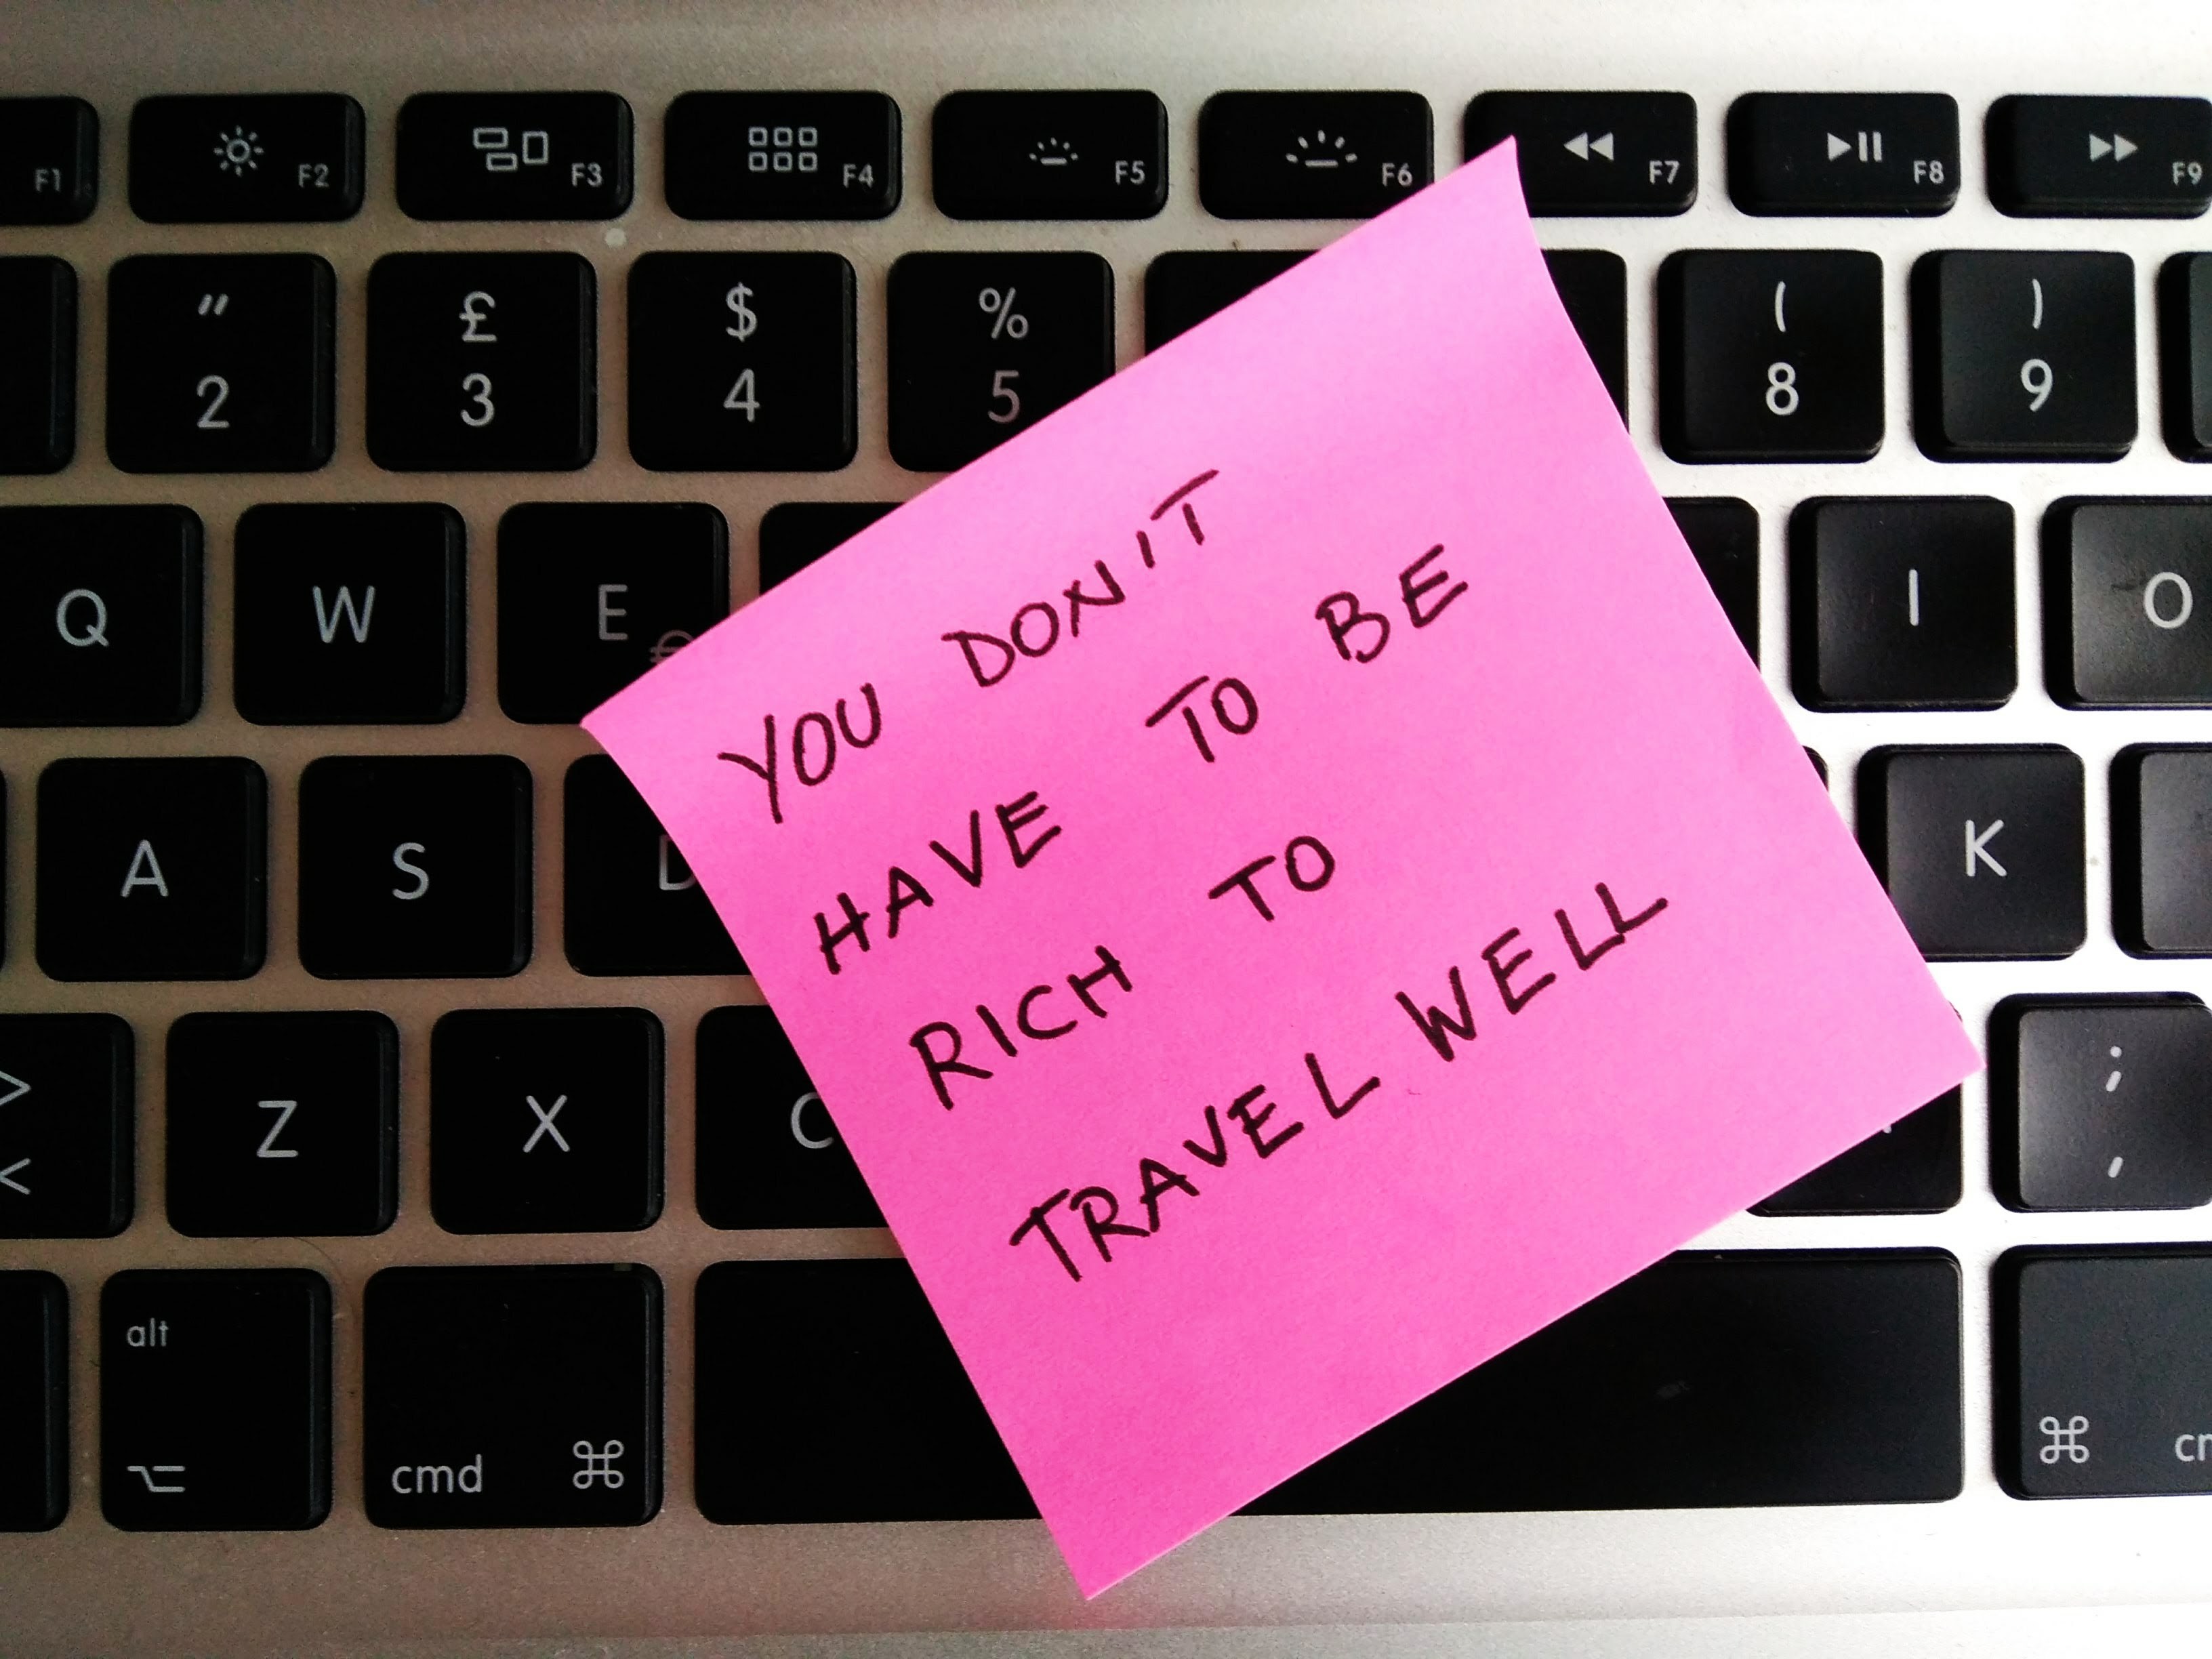 F1 F2 F3 F4 F5 F6 F7 F8 F9
" £ $ % ( )
2 3 4 5 8 9
Q W E € I O
A S D K
> Z X C ;
< ,
alt
cmd ⌘ ⌘
YOU DON'T
HAVE TO BE
RICH TO
TRAVEL WELL